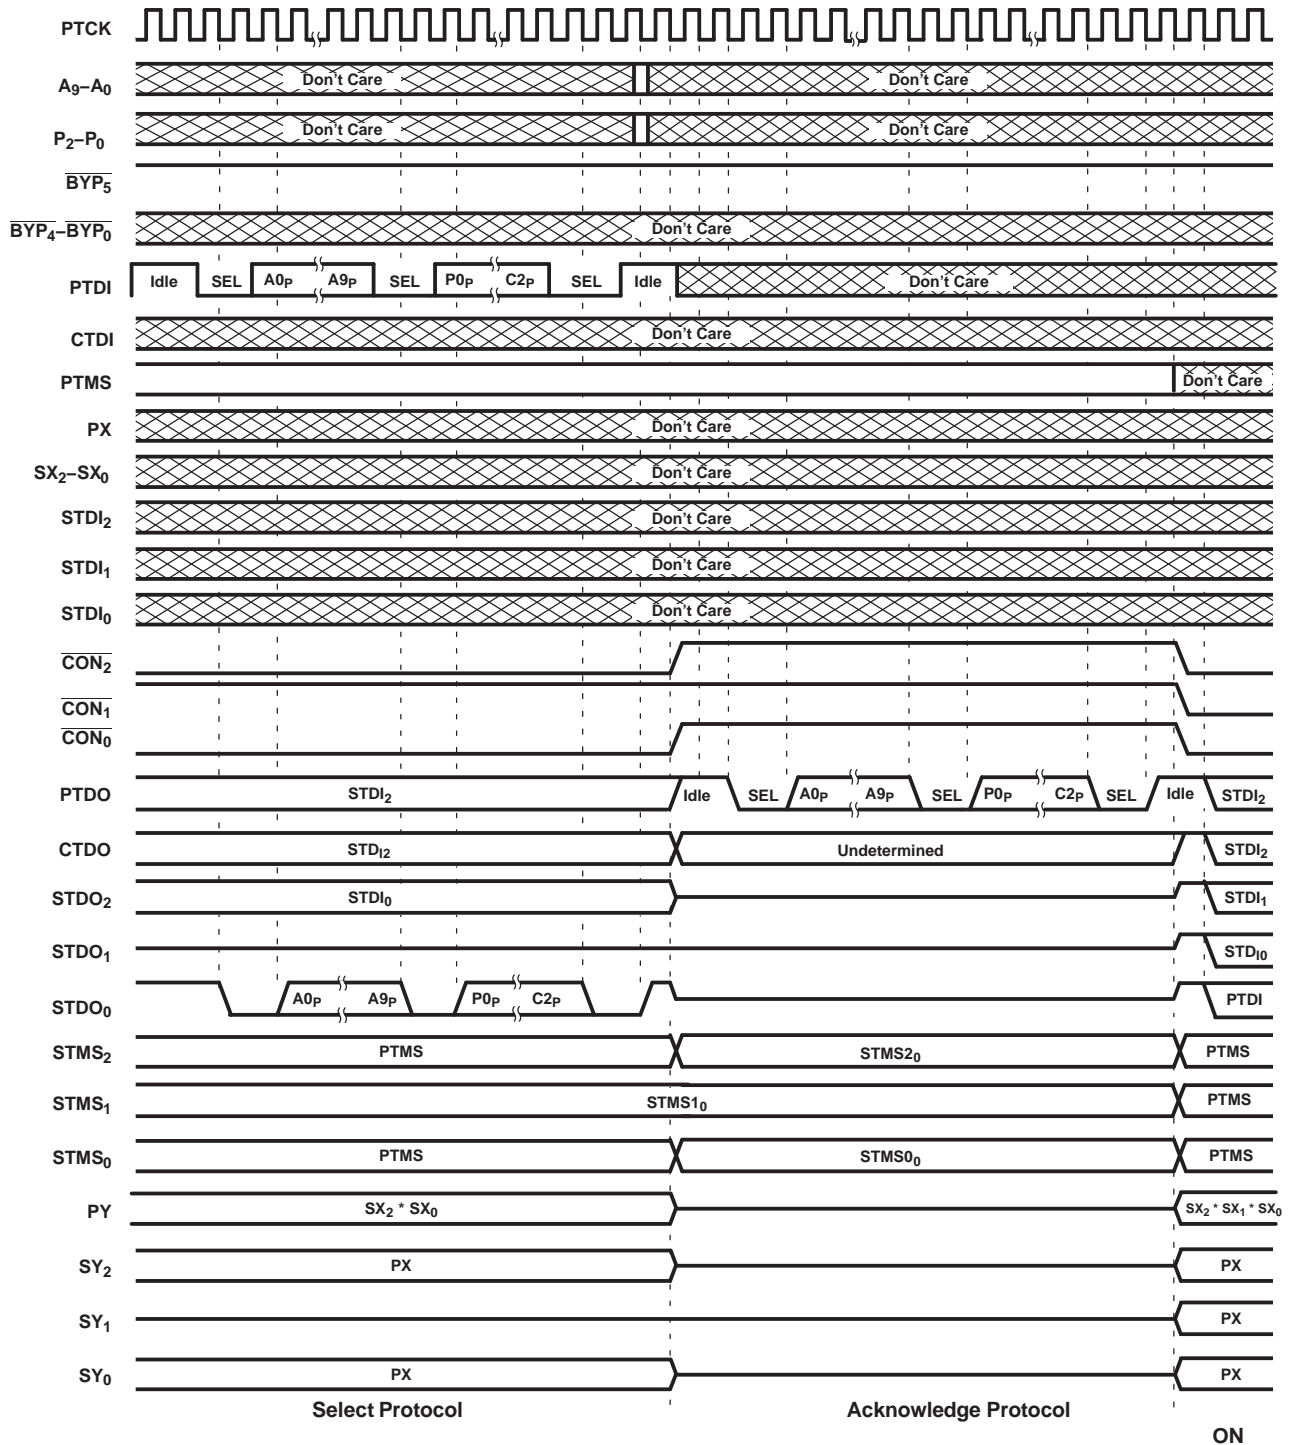 PTCK
A9–A0 Don't Care Don't Care
P2–P0 Don't Care Don't Care
BYP5
BYP4–BYP0 Don't Care
PTDI Idle SEL A0P A9P SEL P0P C2P SEL Idle Don't Care
CTDI Don't Care
PTMS Don't Care
PX Don't Care
SX2–SX0 Don't Care
STDI2 Don't Care
STDI1 Don't Care
STDI0 Don't Care
CON2
CON1
CON0
PTDO STDI2 Idle SEL A0P A9P SEL P0P C2P SEL Idle STDI2
CTDO STDI2 Undetermined STDI2
STDO2 STDI0 STDI1
STDO1 STDI0
STDO0 A0P A9P P0P C2P PTDI
STMS2 PTMS STMS20 PTMS
STMS1 STMS10 PTMS
STMS0 PTMS STMS00 PTMS
PY SX2 * SX0 SX2 * SX1 * SX0
SY2 PX PX
SY1 PX
SY0 PX PX
Select Protocol Acknowledge Protocol
ON